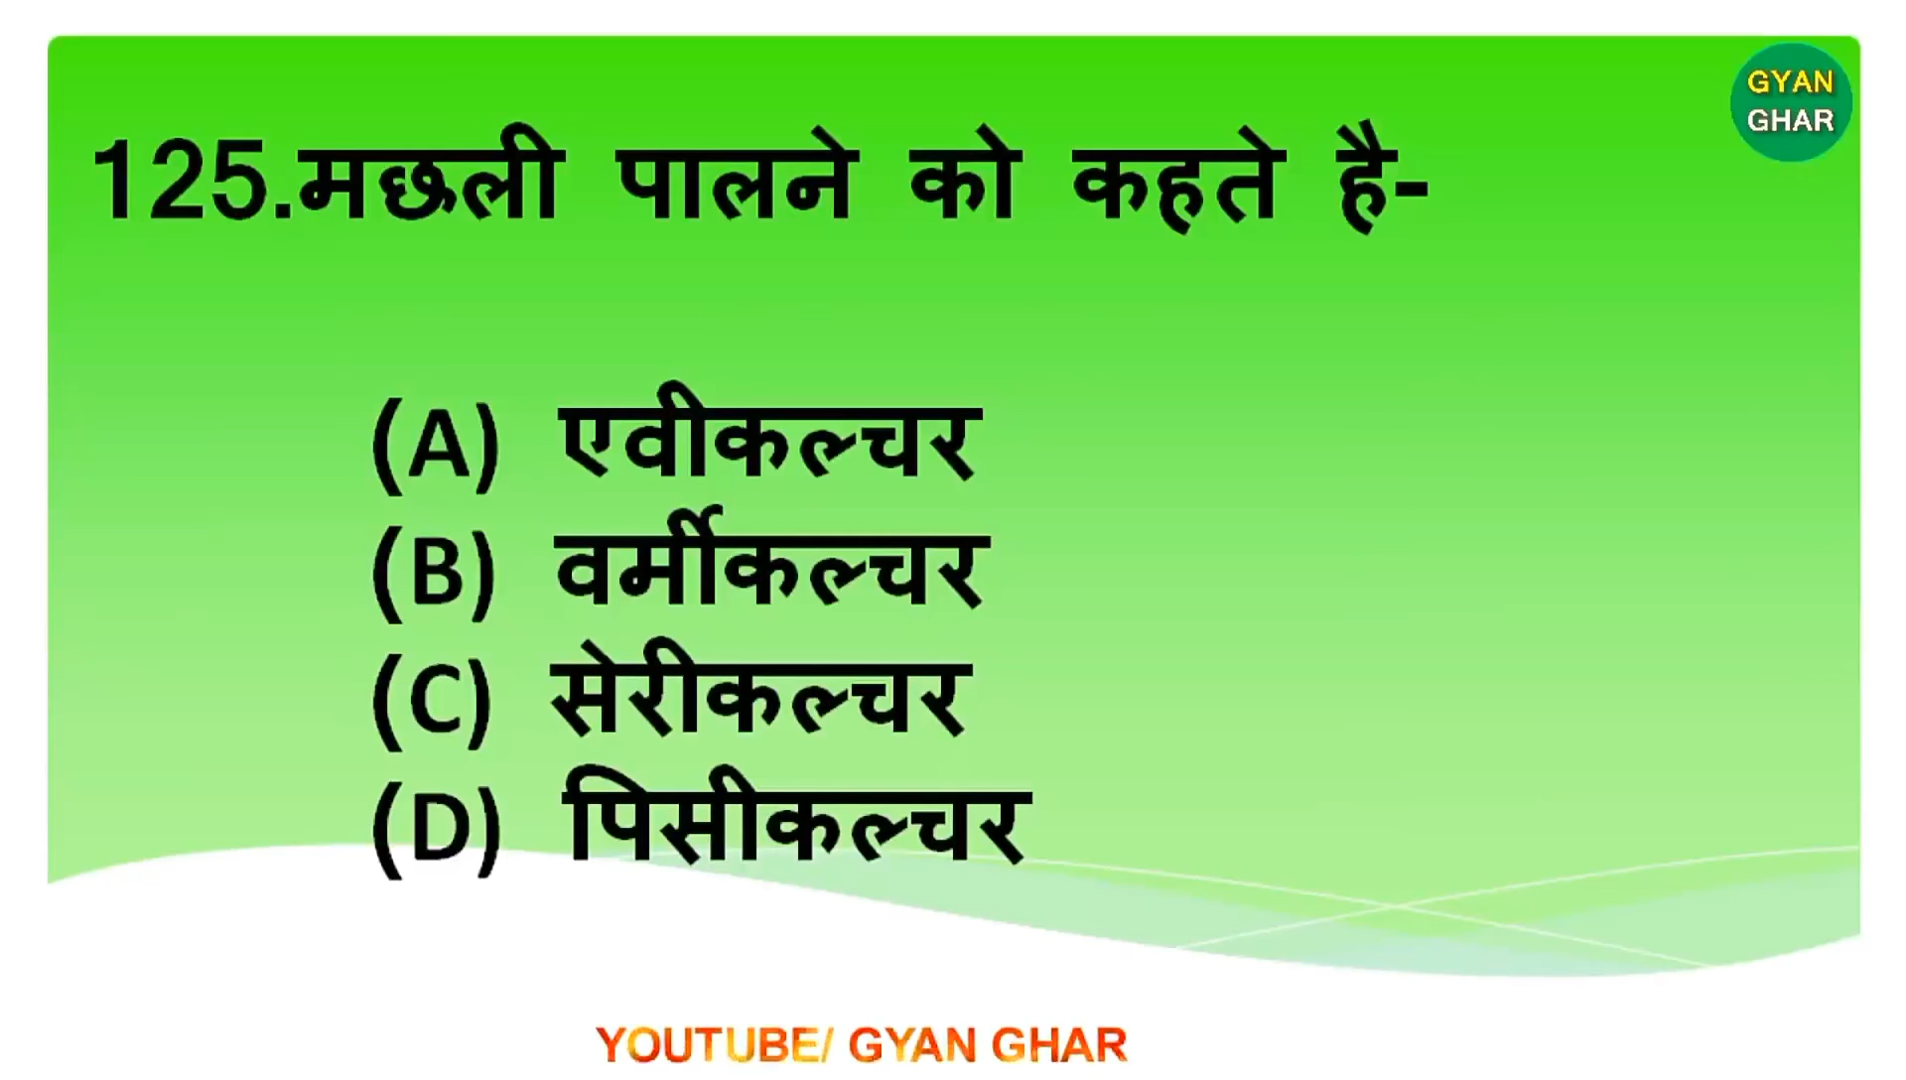 GYAN
GHAR
125.मछली पालने को कहते है-
(A) एवीकल्चर
(B) वर्मीकल्चर
(C) सेरीकल्चर
(D) पिसीकल्चर
YOUTUBE/ GYAN GHAR